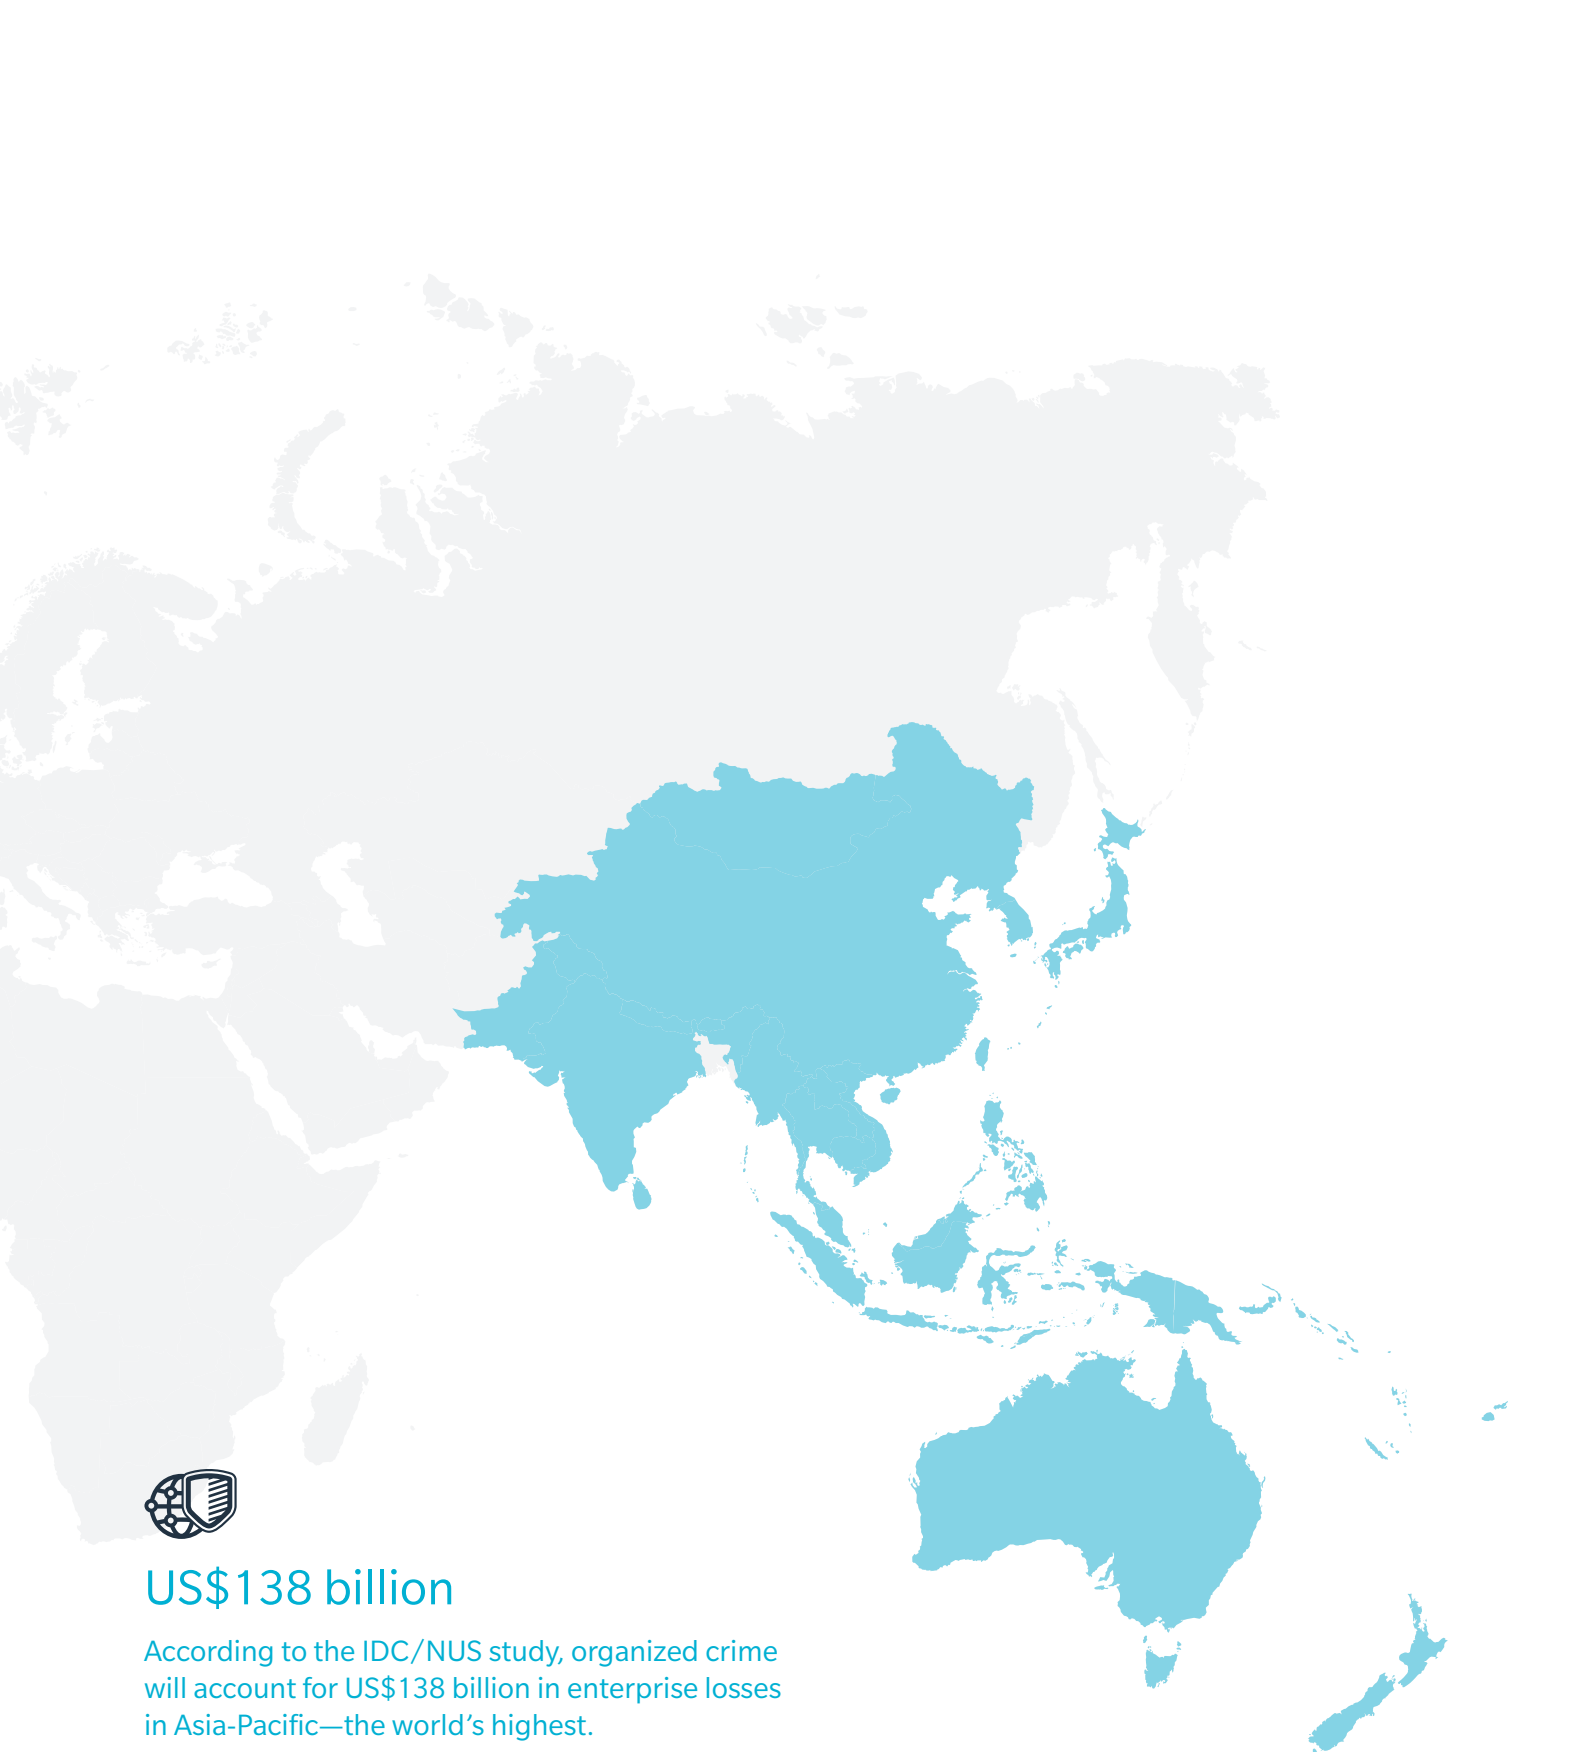 US$138 billion
According to the IDC/NUS study, organized crime
will account for US$138 billion in enterprise losses
in Asia-Pacific—the world’s highest.